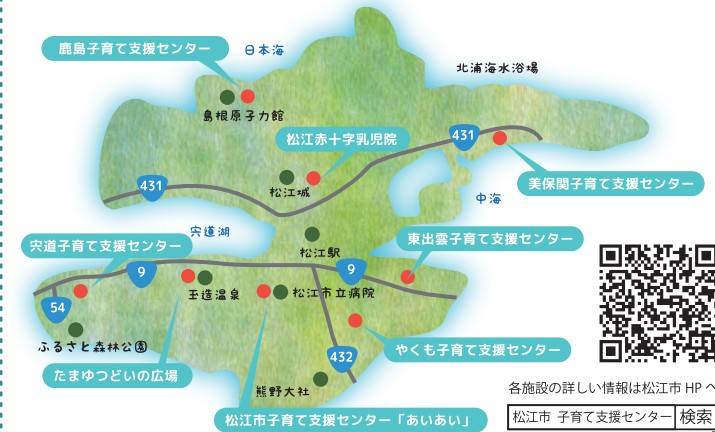 鹿島子育て支援センター
日本海
北浦海水浴場
島根原子力館
松江赤十字乳児院
431
431
松江城
美保関子育て支援センター
中海
宍道湖
宍道子育て支援センター
松江駅
東出雲子育て支援センター
9
9
玉造温泉
松江市立病院
54
ふるさと森林公園
やくも子育て支援センター
432
たまゆつどいの広場
熊野大社
各施設の詳しい情報は松江市 HP へ
松江市 子育て支援センター 検索
松江市子育て支援センター「あいあい」